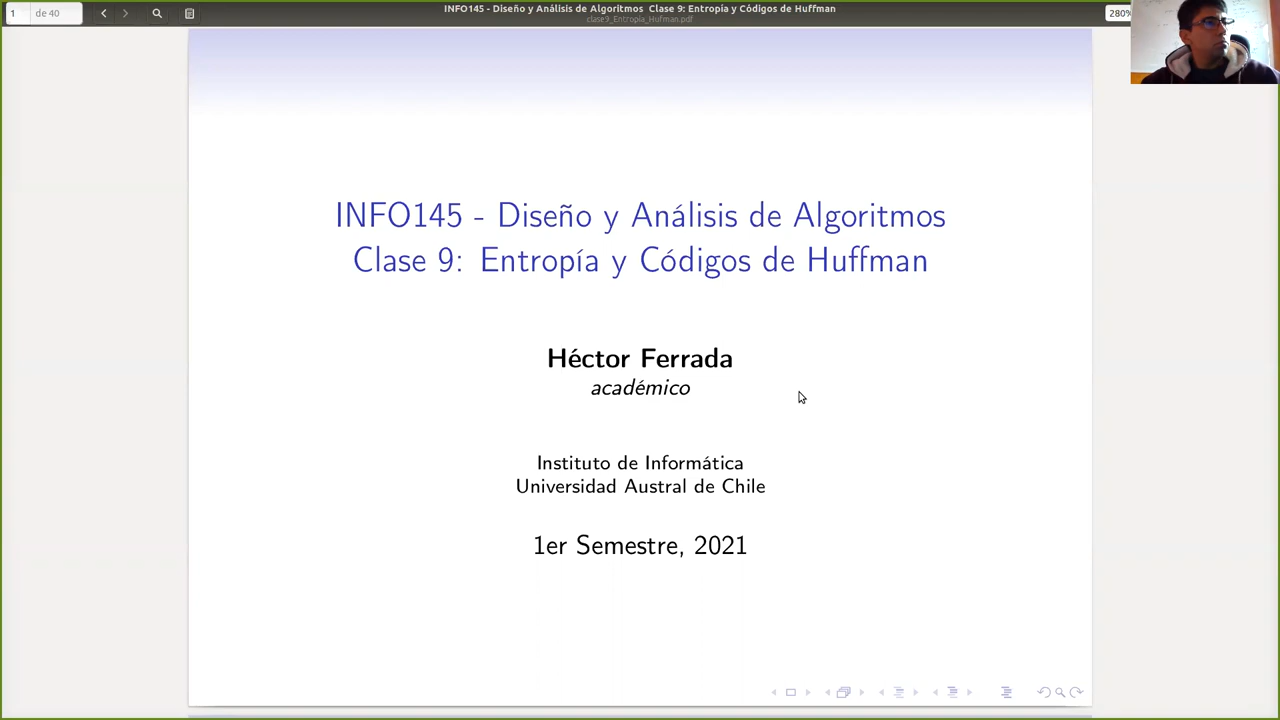 1 de 40
INFO145 - Diseño y Análisis de Algoritmos Clase 9: Entropía y Códigos de Huffman
clase9_Entropia_Hufman.pdf
280%
INFO145 - Diseño y Análisis de Algoritmos
Clase 9: Entropía y Códigos de Huffman
Héctor Ferrada
académico
Instituto de Informática
Universidad Austral de Chile
1er Semestre, 2021